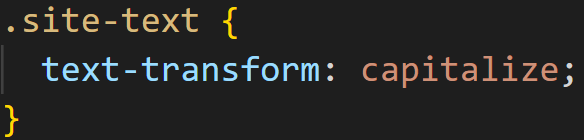 .site-text {
  text-transform: capitalize;
}